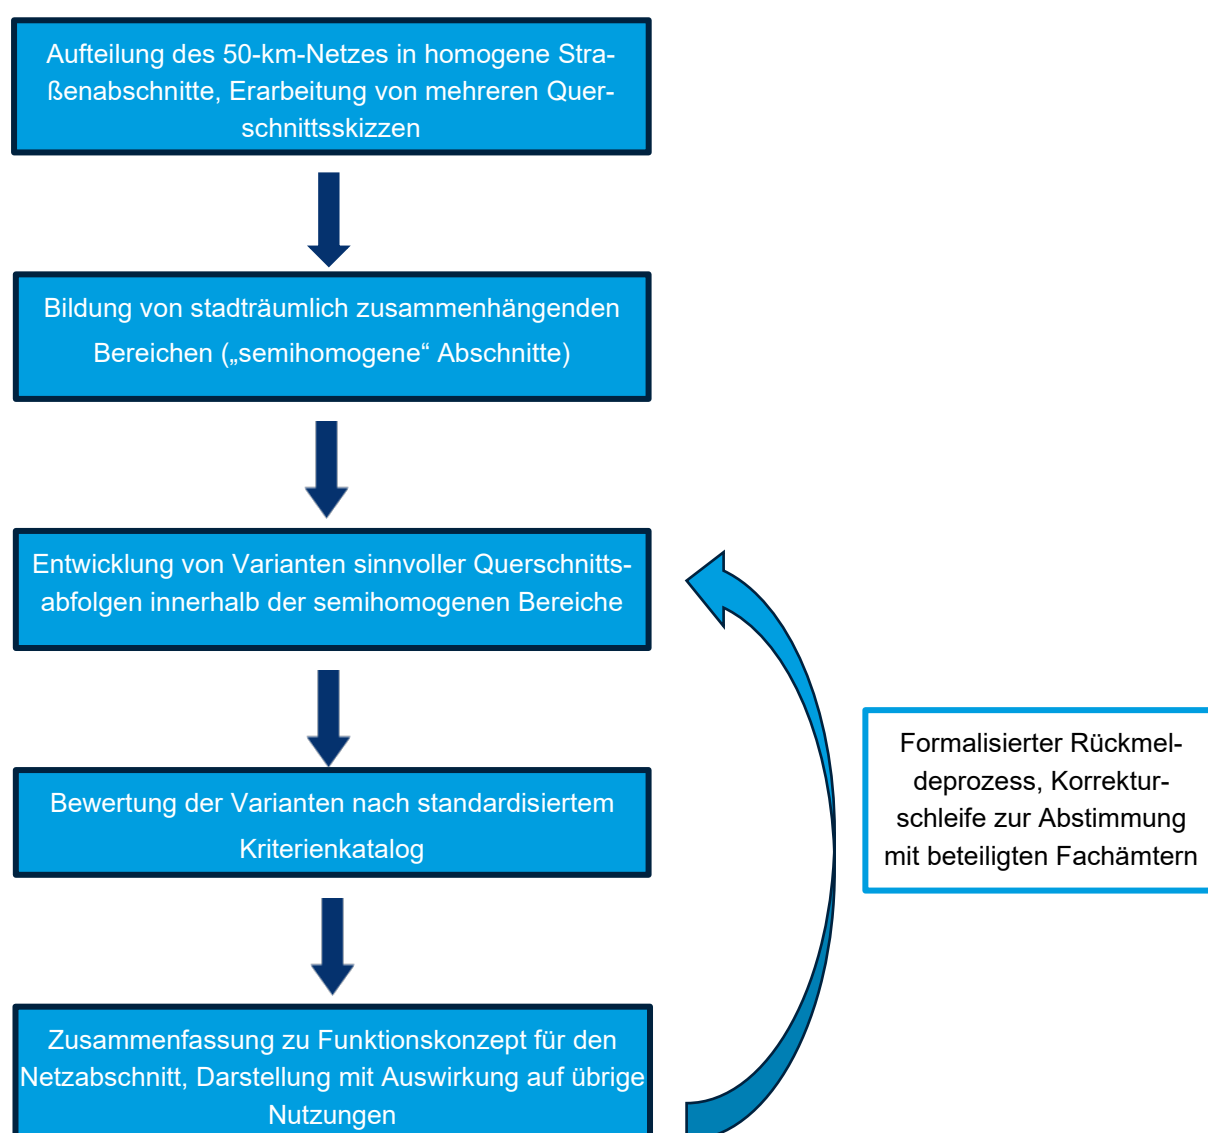 Aufteilung des 50-km-Netzes in homogene Stra-
ßenabschnitte, Erarbeitung von mehreren Quer-
schnittsskizzen
Bildung von stadträumlich zusammenhängenden
Bereichen („semihomogene“ Abschnitte)
Entwicklung von Varianten sinnvoller Querschnitts-
abfolgen innerhalb der semihomogenen Bereiche
Bewertung der Varianten nach standardisiertem
Kriterienkatalog
Zusammenfassung zu Funktionskonzept für den
Netzabschnitt, Darstellung mit Auswirkung auf übrige
Nutzungen
Formalisierter Rückmel-
deprozess, Korrektur-
schleife zur Abstimmung
mit beteiligten Fachämtern